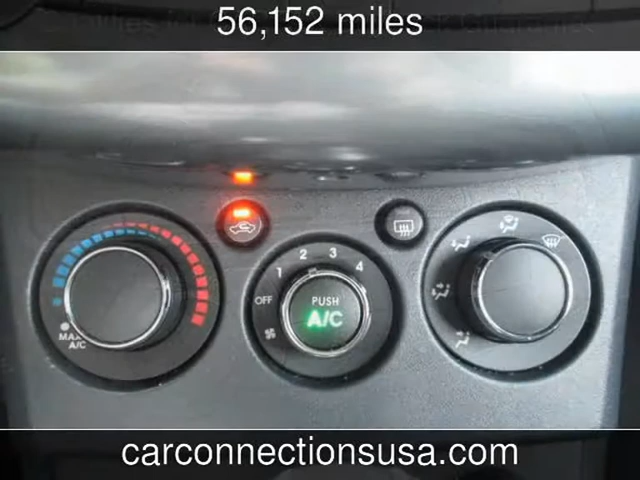 56,152 miles
2
3
1
4
OFF
PUSH
A/C
MAX
A/C
carconnectionsusa.com